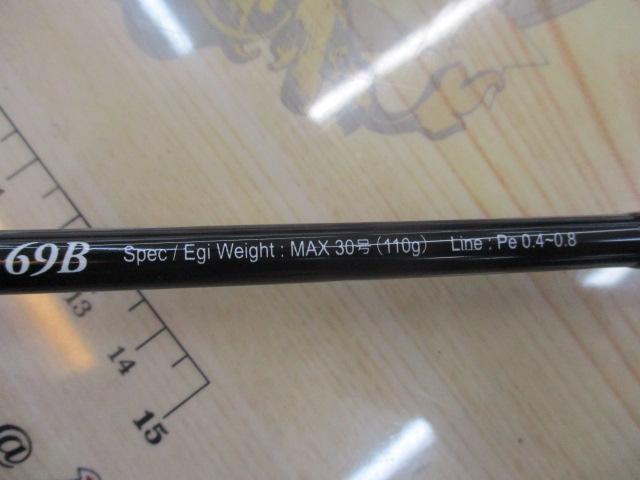 69B Spec / Egi Weight : MAX 30号 (110g) Line : Pe 0.4~0.8
13
14
15
@